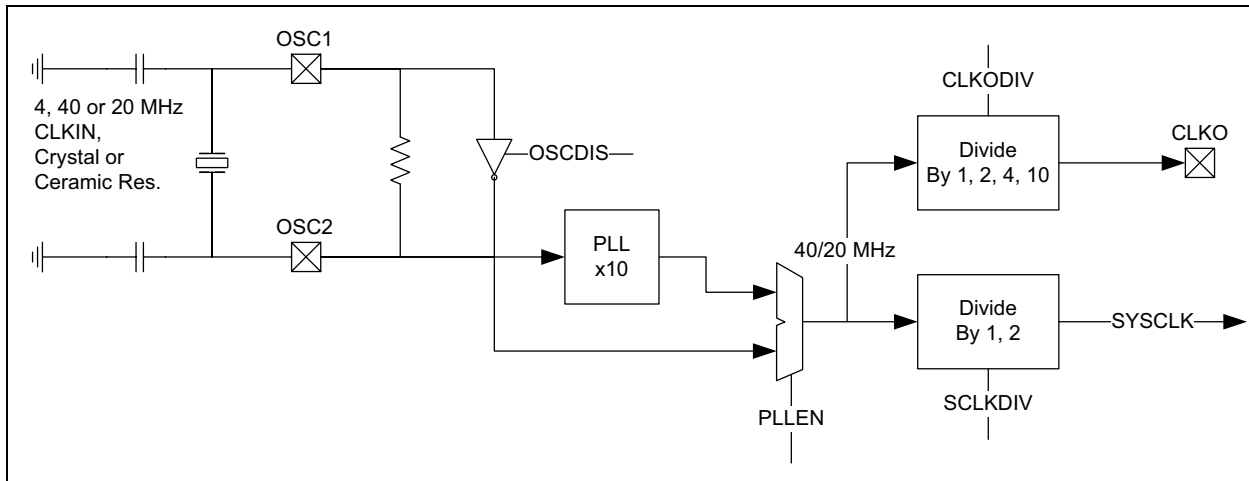 OSC1
4, 40 or 20 MHz
CLKIN,
Crystal or
Ceramic Res.
OSCDIS
OSC2
PLL
x10
PLLEN
40/20 MHz
CLKODIV
Divide
By 1, 2, 4, 10
CLKO
Divide
By 1, 2
SYSCLK
SCLKDIV